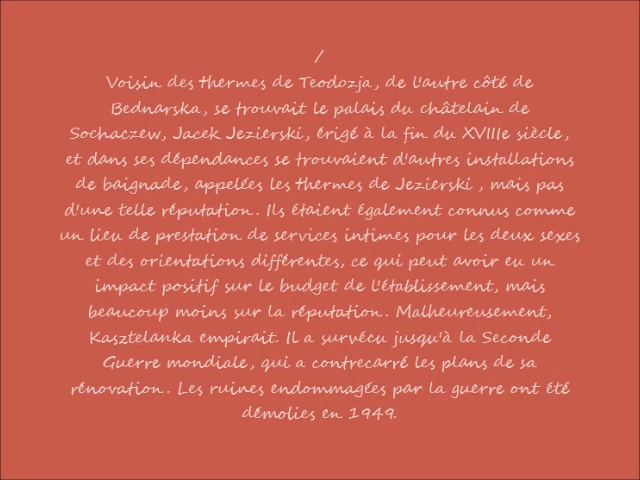 /
Voisin des thermes de Teodozja, de l'autre côté de
Bednarska, se trouvait le palais du châtelain de
Sochaczew, Jacek Jezierski, érigé à la fin du XVIIIe siècle,
et dans ses dépendances se trouvaient d'autres installations
de baignade, appelées les thermes de Jezierski , mais pas
d'une telle réputation. Ils étaient également connus comme
un lieu de prestation de services intimes pour les deux sexes
et des orientations différentes, ce qui peut avoir eu un
impact positif sur le budget de l'établissement, mais
beaucoup moins sur la réputation. Malheureusement,
Kasztelanka empirait. Il a survécu jusqu'à la Seconde
Guerre mondiale, qui a contrecarré les plans de sa
rénovation. Les ruines endommagées par la guerre ont été
démolies en 1949.